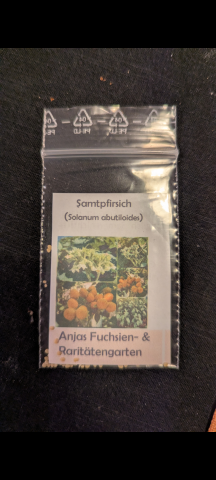 Samtpfirsich
(Solanum abutiloides)
Anjas Fuchsien- &
Raritätengarten